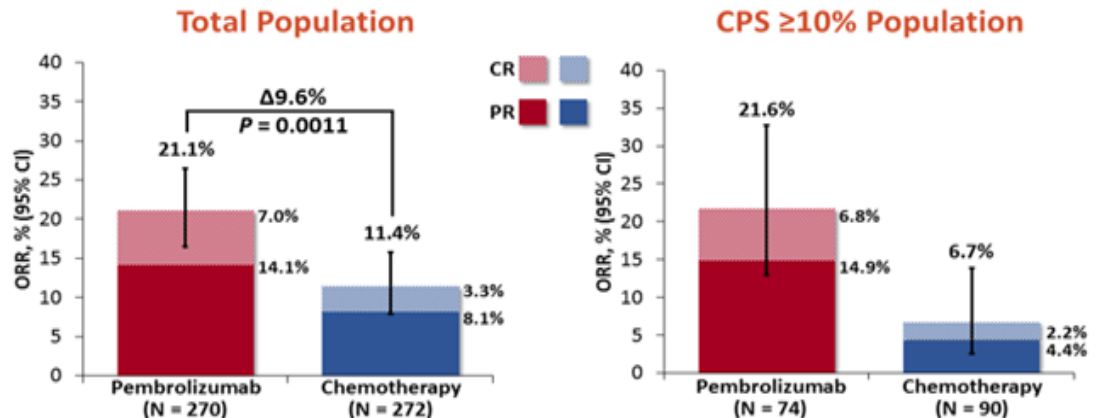 Total Population
CPS ≥10% Population
CR
PR
ORR, % (95% CI)
40
35
30
25
20
15
10
5
0
Δ9.6%
P = 0.0011
21.1%
7.0%
14.1%
11.4%
3.3%
8.1%
Pembrolizumab
(N = 270)
Chemotherapy
(N = 272)
ORR, % (95% CI)
40
35
30
25
20
15
10
5
0
21.6%
6.8%
14.9%
6.7%
2.2%
4.4%
Pembrolizumab
(N = 74)
Chemotherapy
(N = 90)